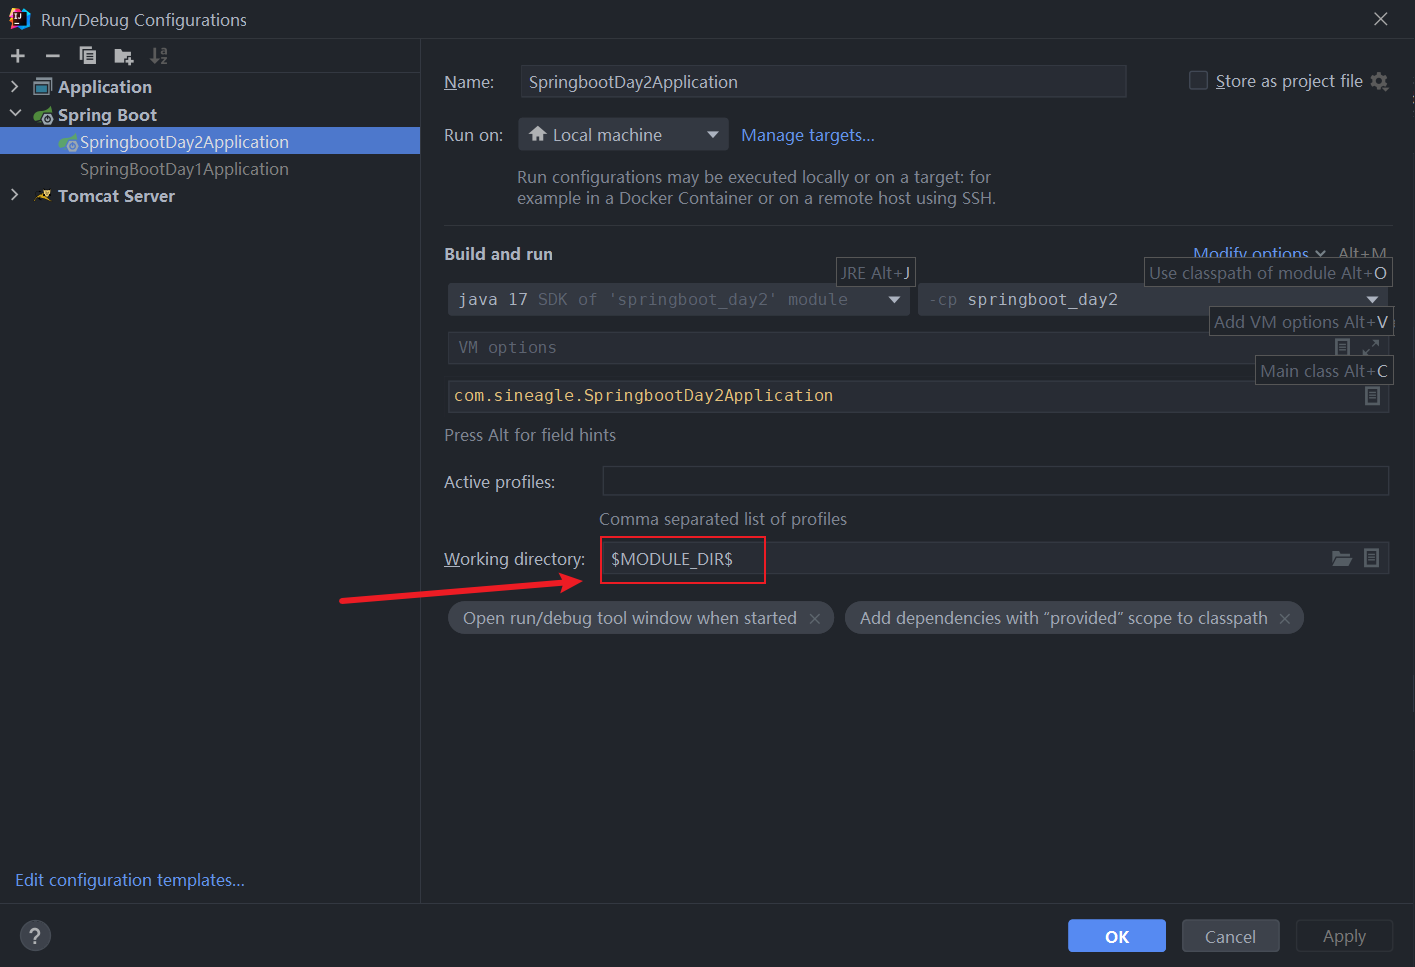 Run/Debug Configurations
Application
Spring Boot
SpringbootDay2Application
SpringBootDay1Application
Tomcat Server
Edit configuration templates...
Name: SpringbootDay2Application
Store as project file
Run on: Local machine Manage targets...
Run configurations may be executed locally or on a target: for
example in a Docker Container or on a remote host using SSH.
Build and run
Modify options Alt+M
JRE Alt+J
Use classpath of module Alt+O
java 17 SDK of 'springboot_day2' module
-cp springboot_day2
Add VM options Alt+V
VM options
Main class Alt+C
com.sineagle.SpringbootDay2Application
Press Alt for field hints
Active profiles:
Comma separated list of profiles
Working directory: $MODULE_DIR$
Open run/debug tool window when started
Add dependencies with “provided” scope to classpath
?
OK
Cancel
Apply